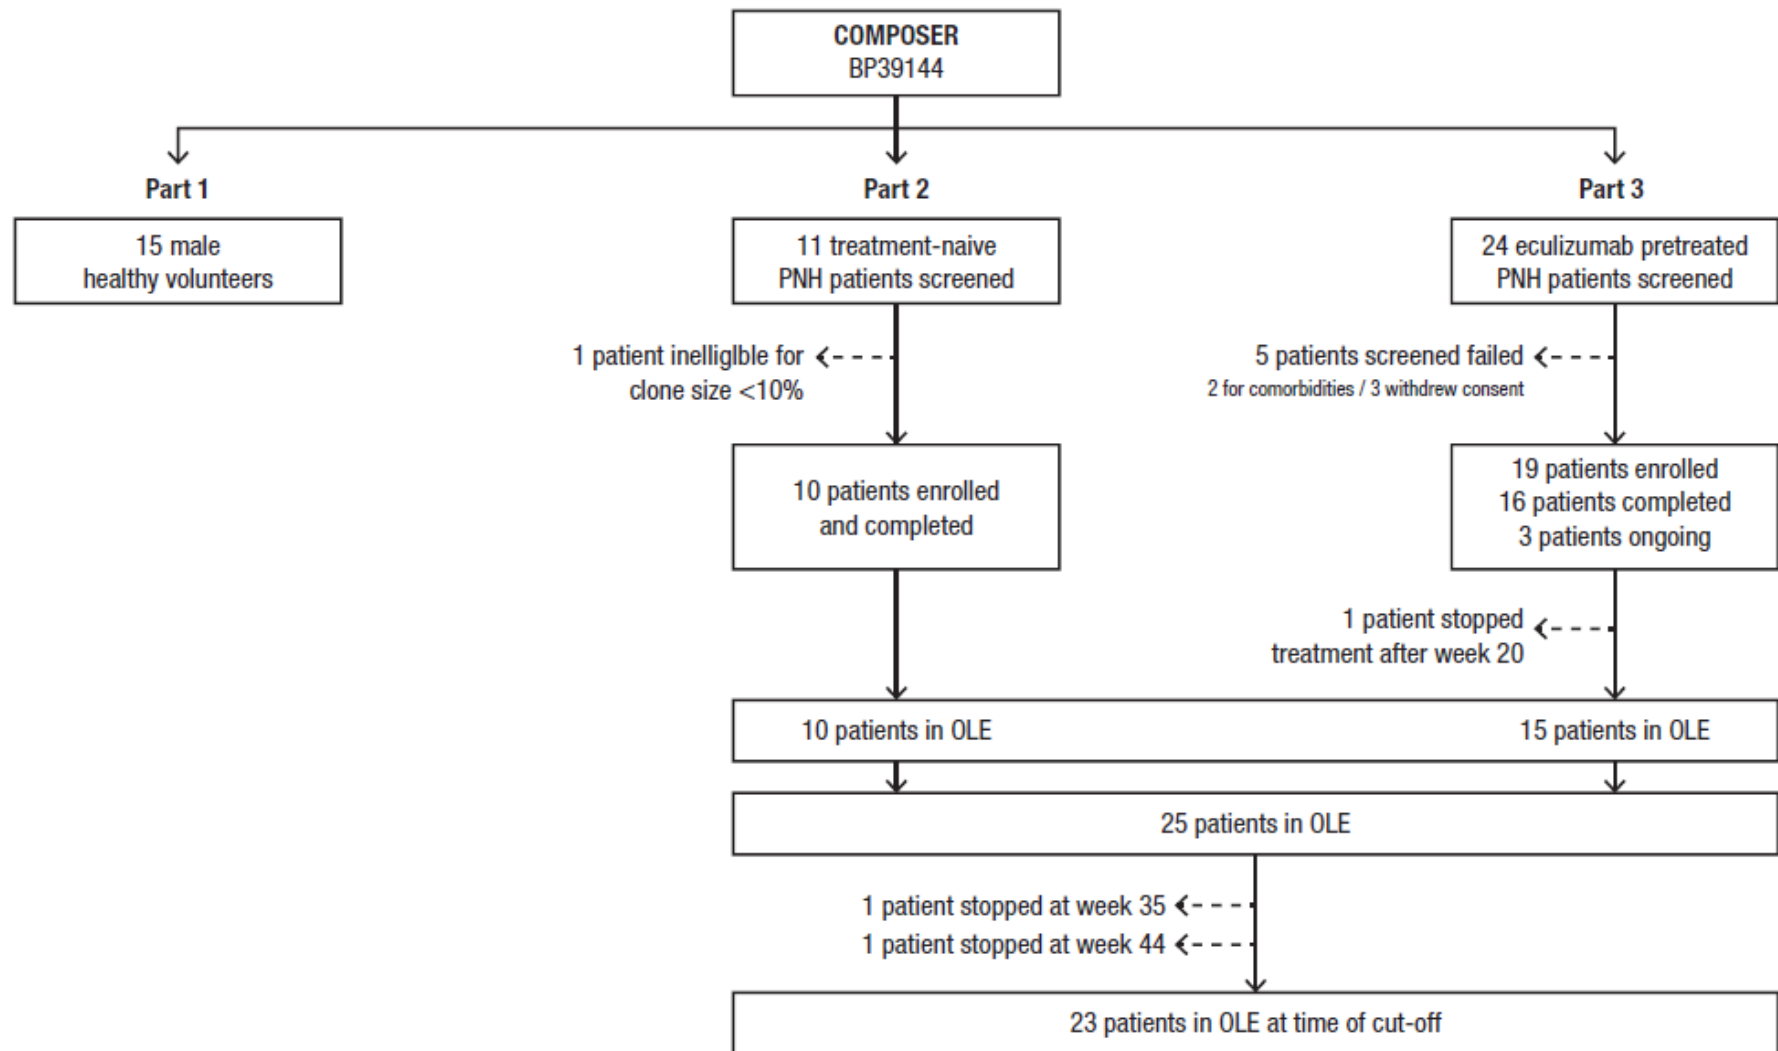 COMPOSER
BP39144
Part 1
Part 2
Part 3
15 male
healthy volunteers
11 treatment-naive
PNH patients screened
24 eculizumab pretreated
PNH patients screened
1 patient inelliglble for
clone size <10%
5 patients screened failed
2 for comorbidities / 3 withdrew consent
10 patients enrolled
and completed
19 patients enrolled
16 patients completed
3 patients ongoing
1 patient stopped
treatment after week 20
10 patients in OLE
15 patients in OLE
25 patients in OLE
1 patient stopped at week 35
1 patient stopped at week 44
23 patients in OLE at time of cut-off